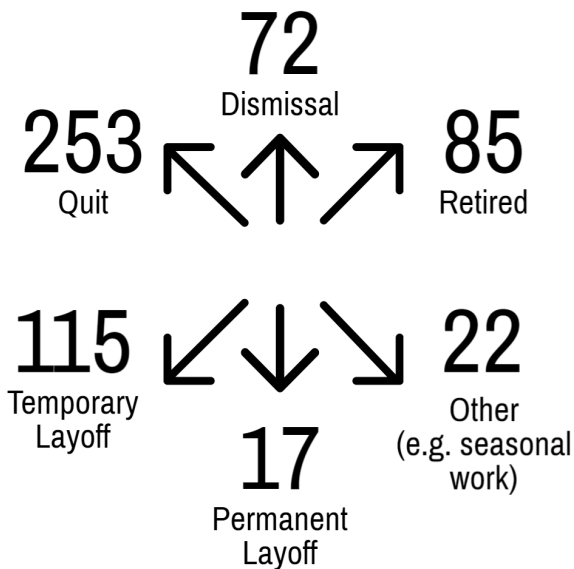 72
Dismissal
253
Quit
85
Retired
115
Temporary
Layoff
22
Other
(e.g. seasonal
work)
17
Permanent
Layoff